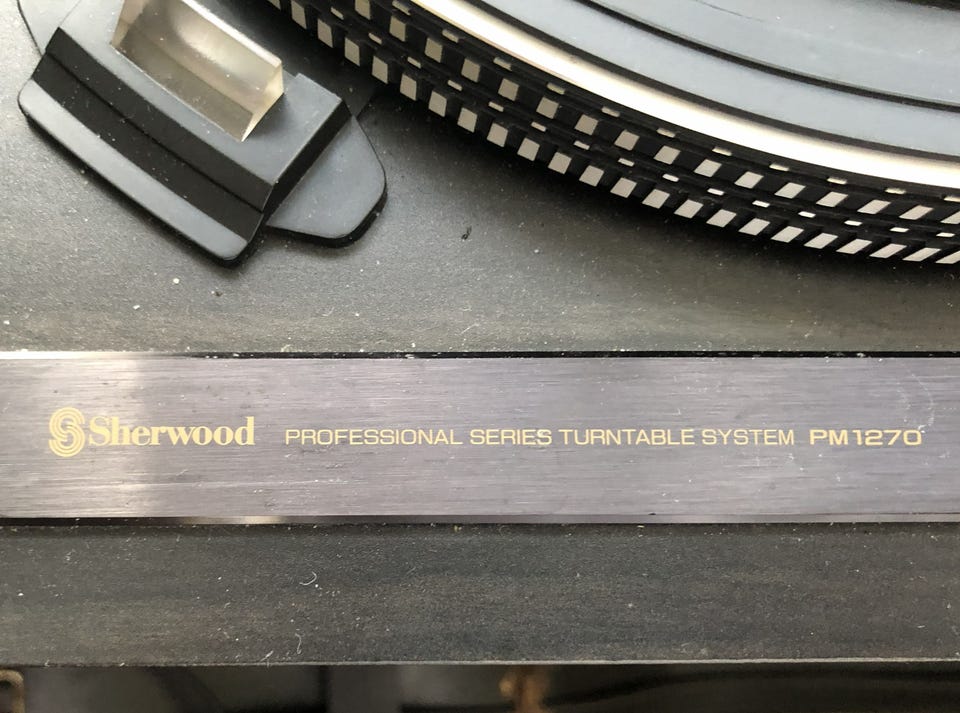 Sherwood PROFESSIONAL SERIES TURNTABLE SYSTEM PM1270